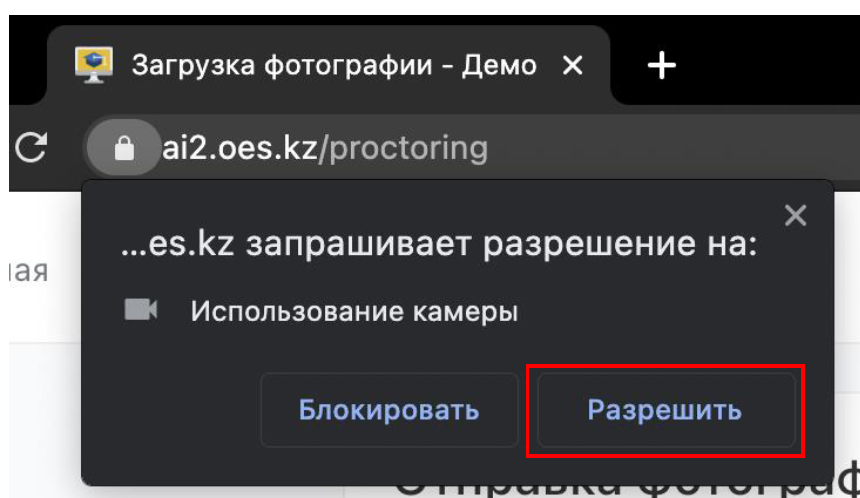 Загрузка фотографии - Демо
ai2.oes.kz/proctoring
...es.kz запрашивает разрешение на:
Использование камеры
Блокировать
Разрешить